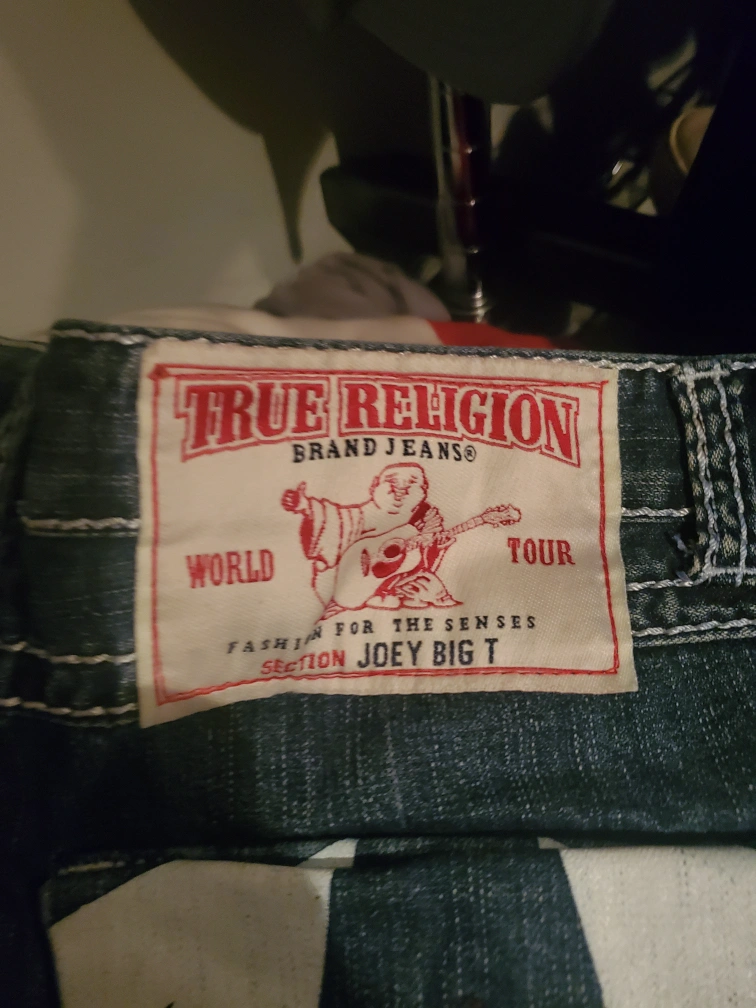 TRUE RELIGION
BRAND JEANS®
WORLD TOUR
FASHION FOR THE SENSES
SECTION JOEY BIG T